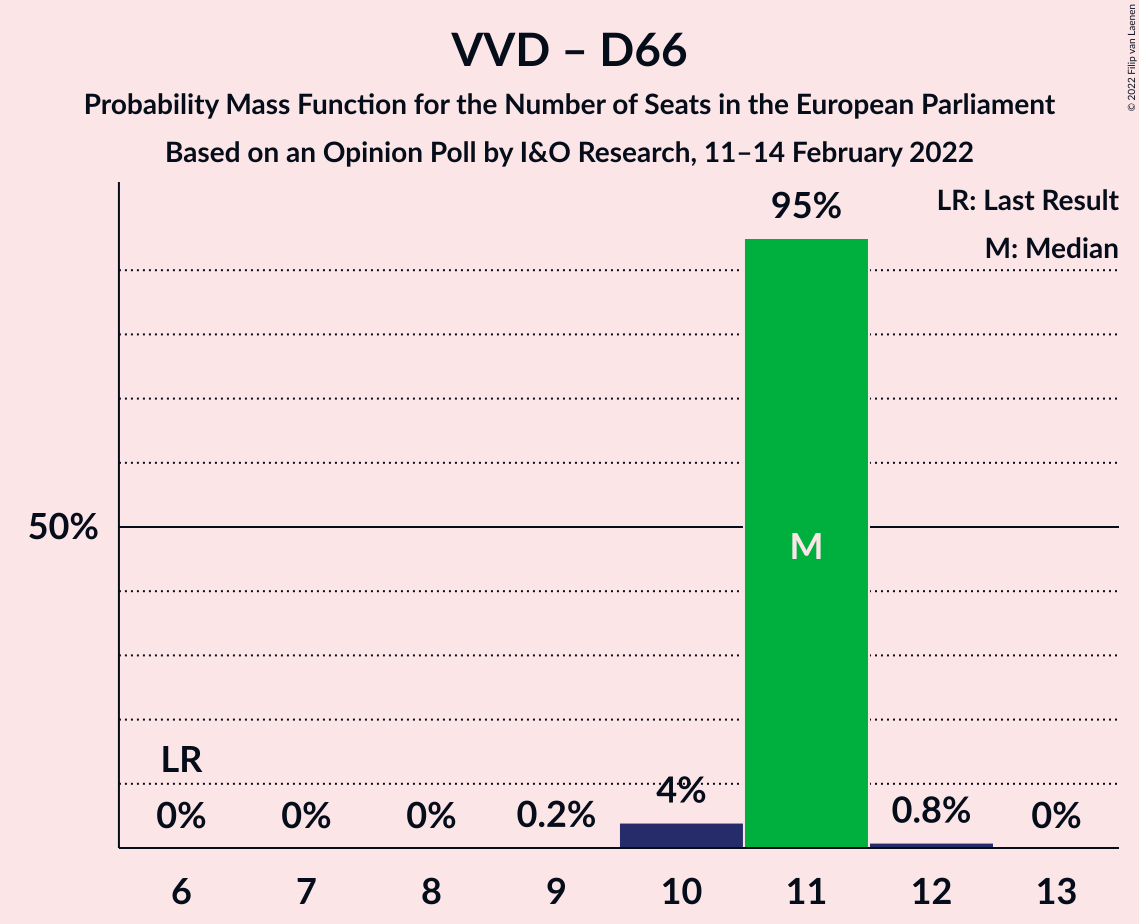 VVD – D66
Probability Mass Function for the Number of Seats in the European Parliament
Based on an Opinion Poll by I&O Research, 11–14 February 2022
© 2022 Filip van Laenen
LR: Last Result
M: Median
95%
50%
M
LR
0%
0%
0%
0.2%
4%
0.8%
0%
6 7 8 9 10 11 12 13